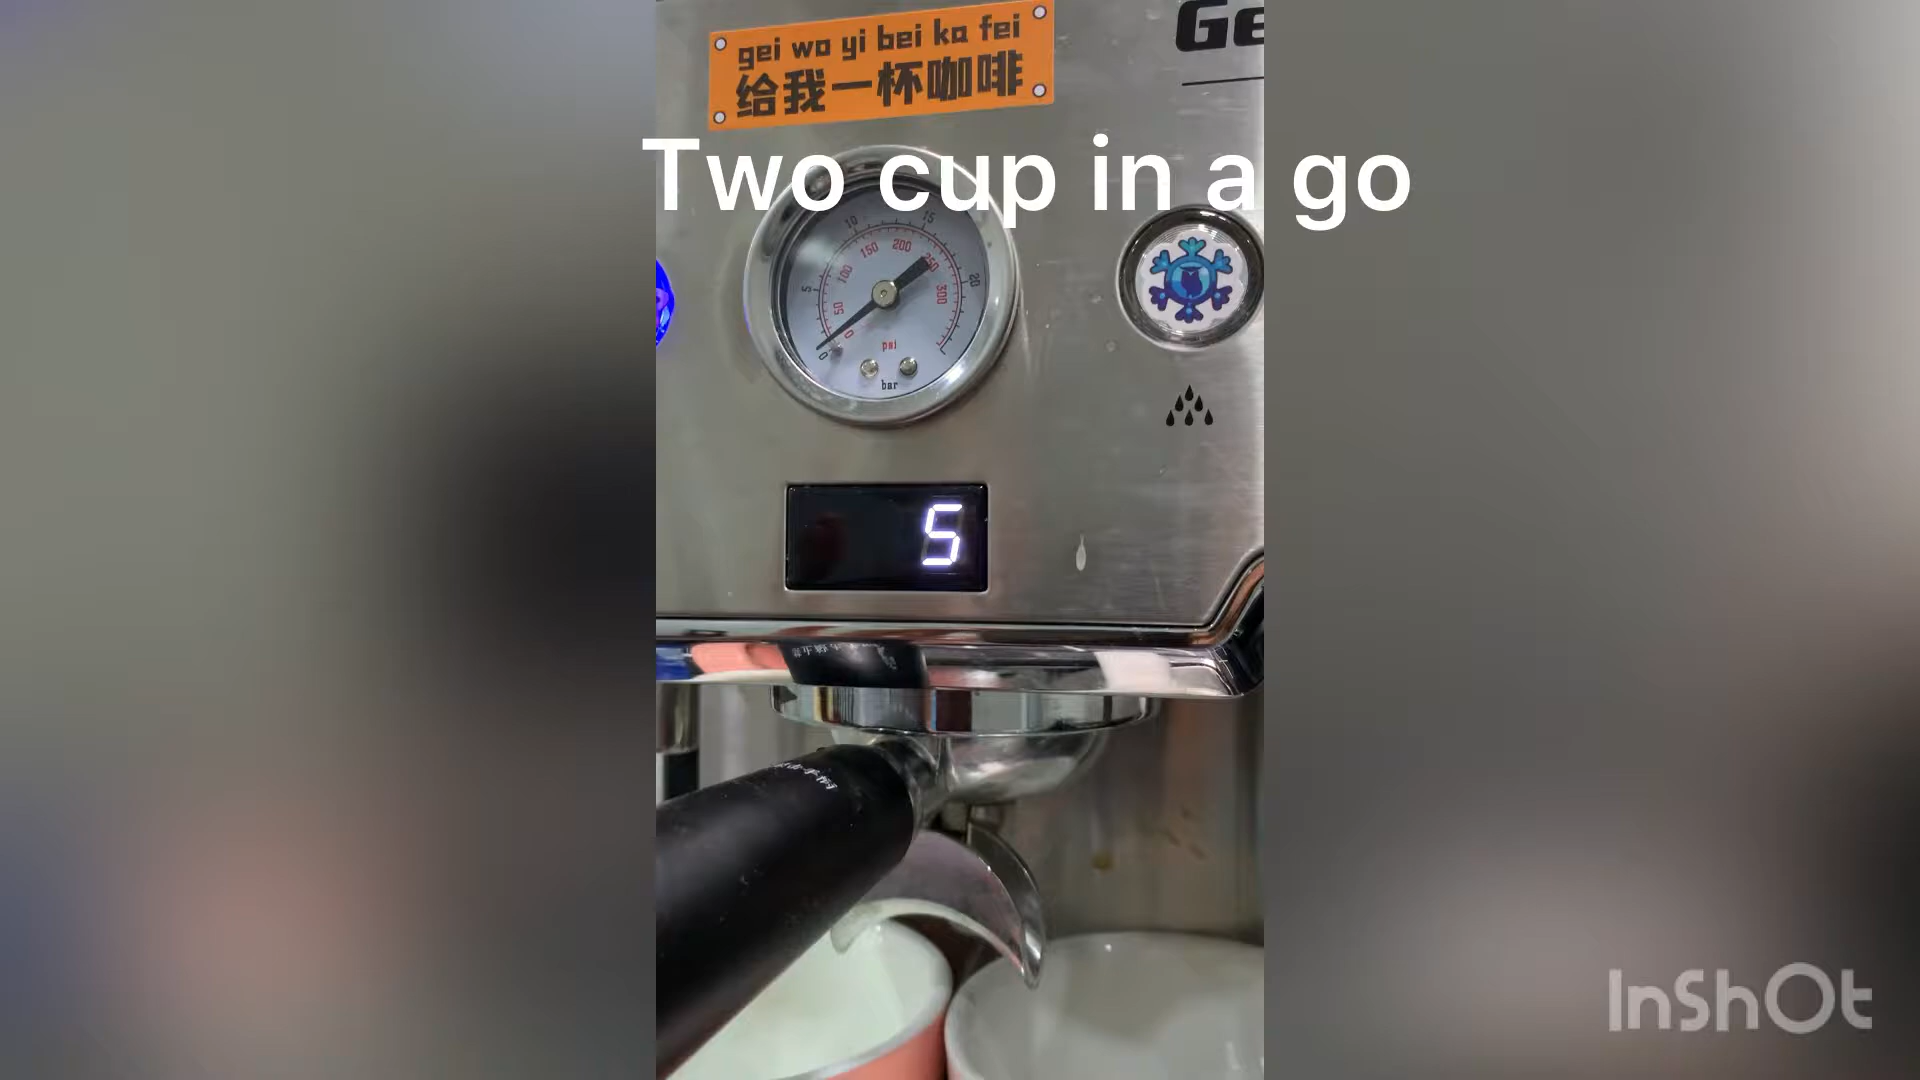 gei wo yi bei ka fei
给我一杯咖啡
Ge
Two cup in a go
10
15
150
200
100
250
5
20
50
300
0
0
psi
bar
5
InShOt